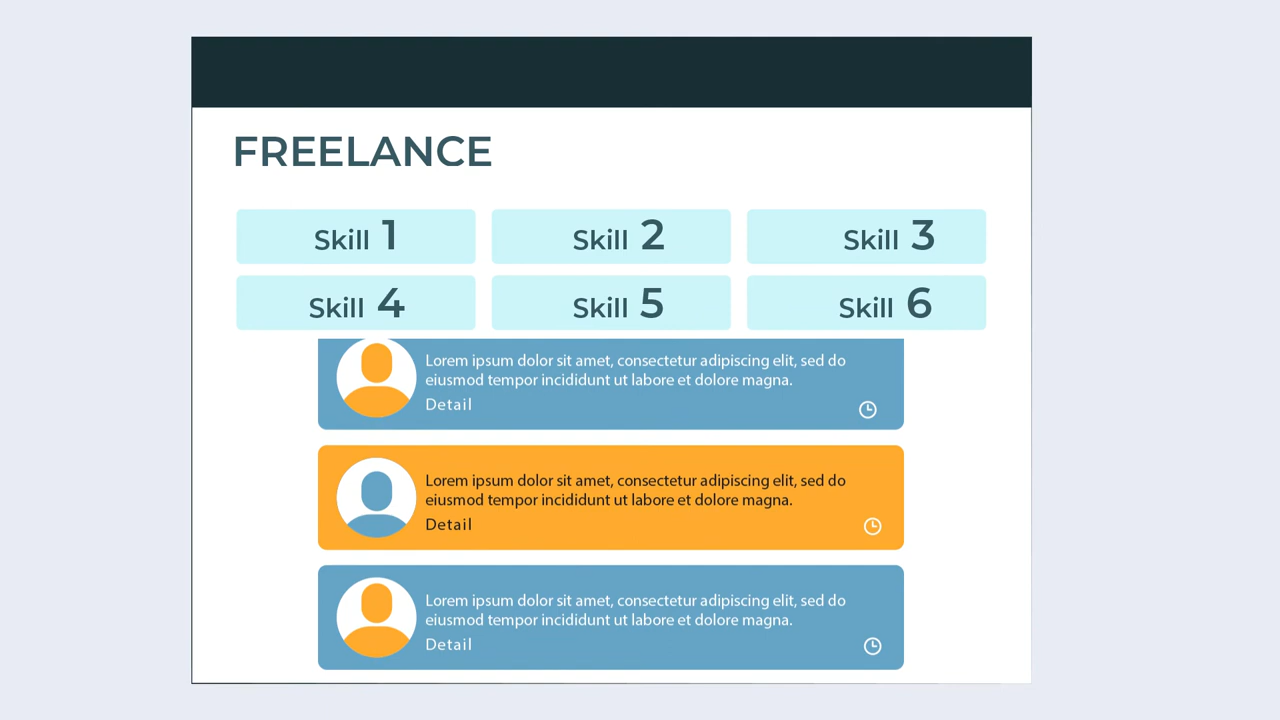 FREELANCE
Skill 1
Skill 2
Skill 3
Skill 4
Skill 5
Skill 6
Lorem ipsum dolor sit amet, consectetur adipiscing elit, sed do
eiusmod tempor incididunt ut labore et dolore magna.
Detail
Lorem ipsum dolor sit amet, consectetur adipiscing elit, sed do
eiusmod tempor incididunt ut labore et dolore magna.
Detail
Lorem ipsum dolor sit amet, consectetur adipiscing elit, sed do
eiusmod tempor incididunt ut labore et dolore magna.
Detail